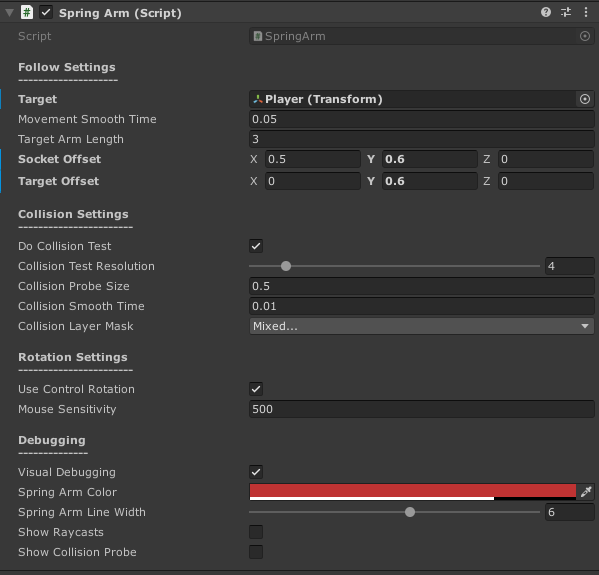 Spring Arm (Script)
Script SpringArm
Follow Settings
--------------------
Target Player (Transform)
Movement Smooth Time 0.05
Target Arm Length 3
Socket Offset X 0.5 Y 0.6 Z 0
Target Offset X 0 Y 0.6 Z 0
Collision Settings
-----------------------
Do Collision Test
Collision Test Resolution 4
Collision Probe Size 0.5
Collision Smooth Time 0.01
Collision Layer Mask Mixed...
Rotation Settings
-----------------------
Use Control Rotation
Mouse Sensitivity 500
Debugging
--------------
Visual Debugging
Spring Arm Color
Spring Arm Line Width 6
Show Raycasts
Show Collision Probe